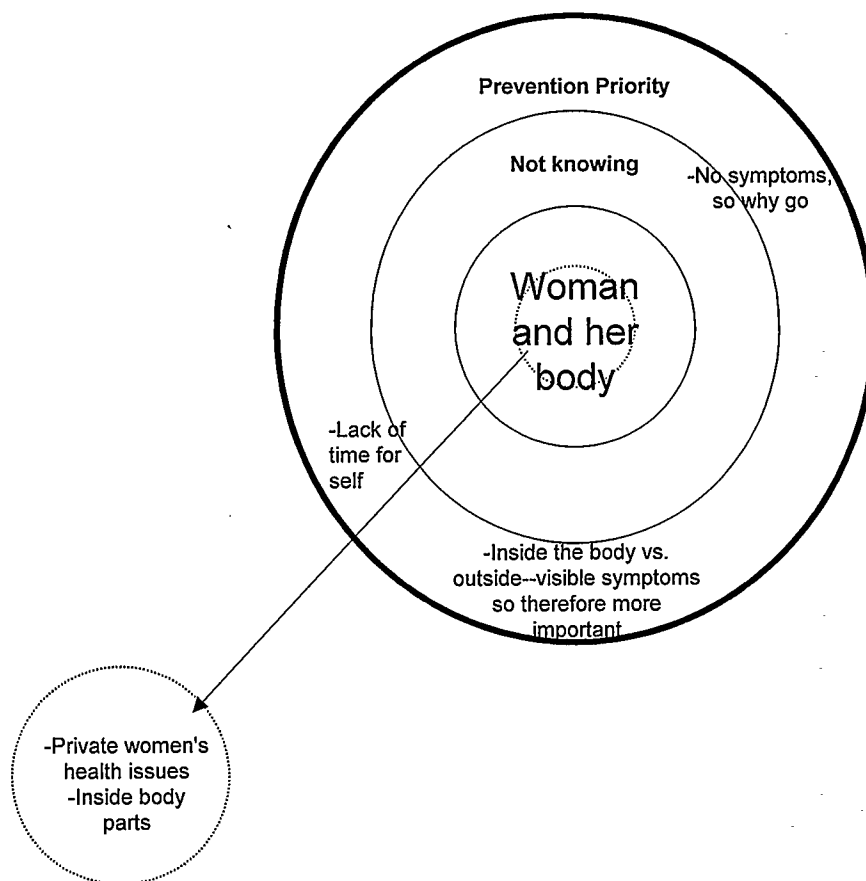 Prevention Priority
Not knowing
-No symptoms,
so why go
Woman
and her
body
-Lack of
time for
self
-Inside the body vs.
outside--visible symptoms
so therefore more
important
-Private women's
health issues
-Inside body
parts